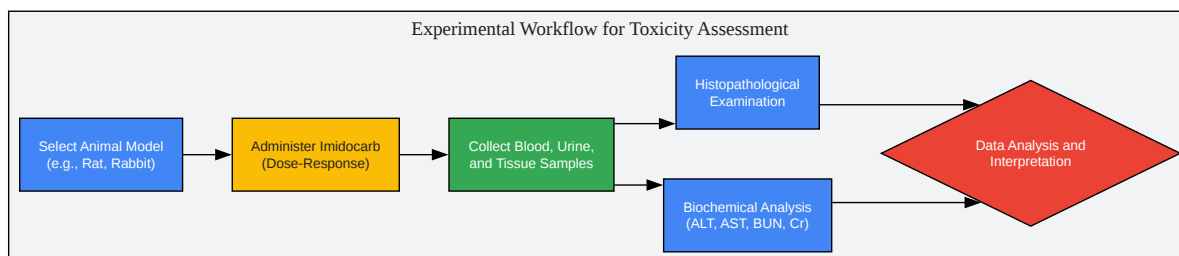 Experimental Workflow for Toxicity Assessment
Select Animal Model
(e.g., Rat, Rabbit)
Administer Imidocarb
(Dose-Response)
Collect Blood, Urine,
and Tissue Samples
Histopathological
Examination
Biochemical Analysis
(ALT, AST, BUN, Cr)
Data Analysis and
Interpretation